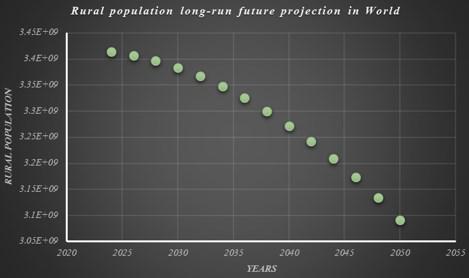 Rural population long-run future projection in World
3.45E+09
3.4E+09
3.35E+09
3.3E+09
3.25E+09
3.2E+09
3.15E+09
3.1E+09
3.05E+09
RURAL POPULATION
2020 2025 2030 2035 2040 2045 2050 2055
YEARS